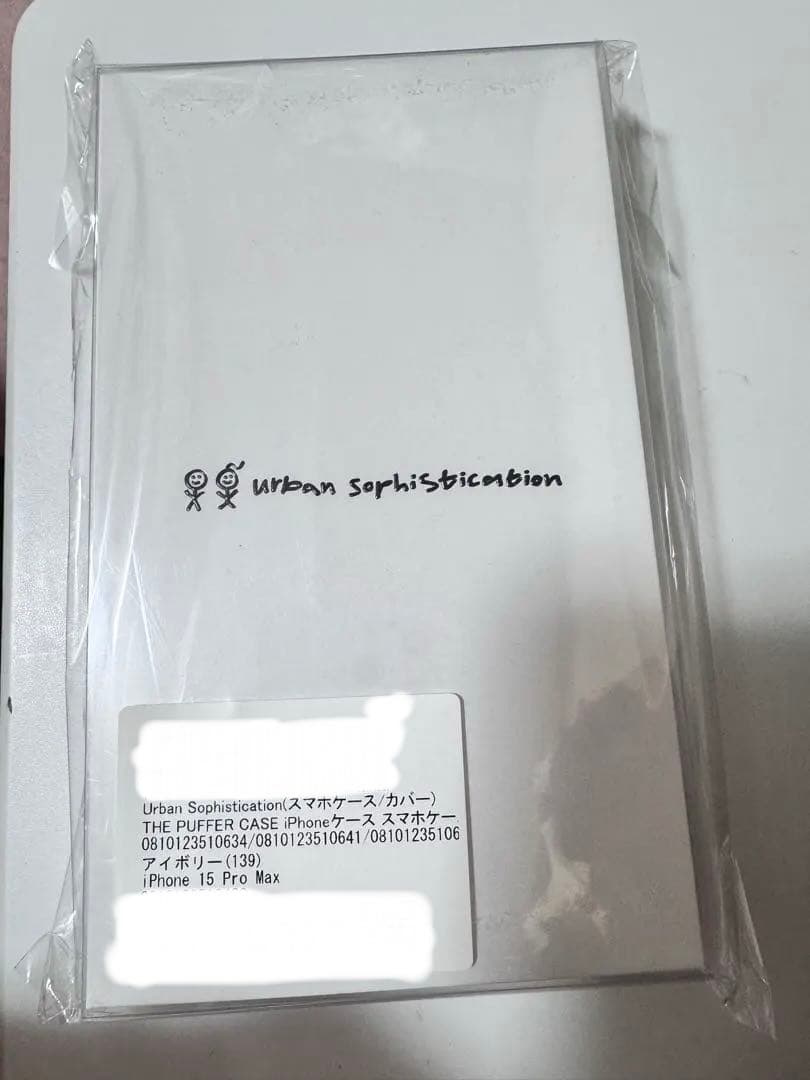 urban sophistication
Urban Sophistication(スマホケース/カバー)
THE PUFFER CASE iPhoneケース スマホケー
0810123510634/0810123510641/08101235106
アイボリー(139)
iPhone 15 Pro Max